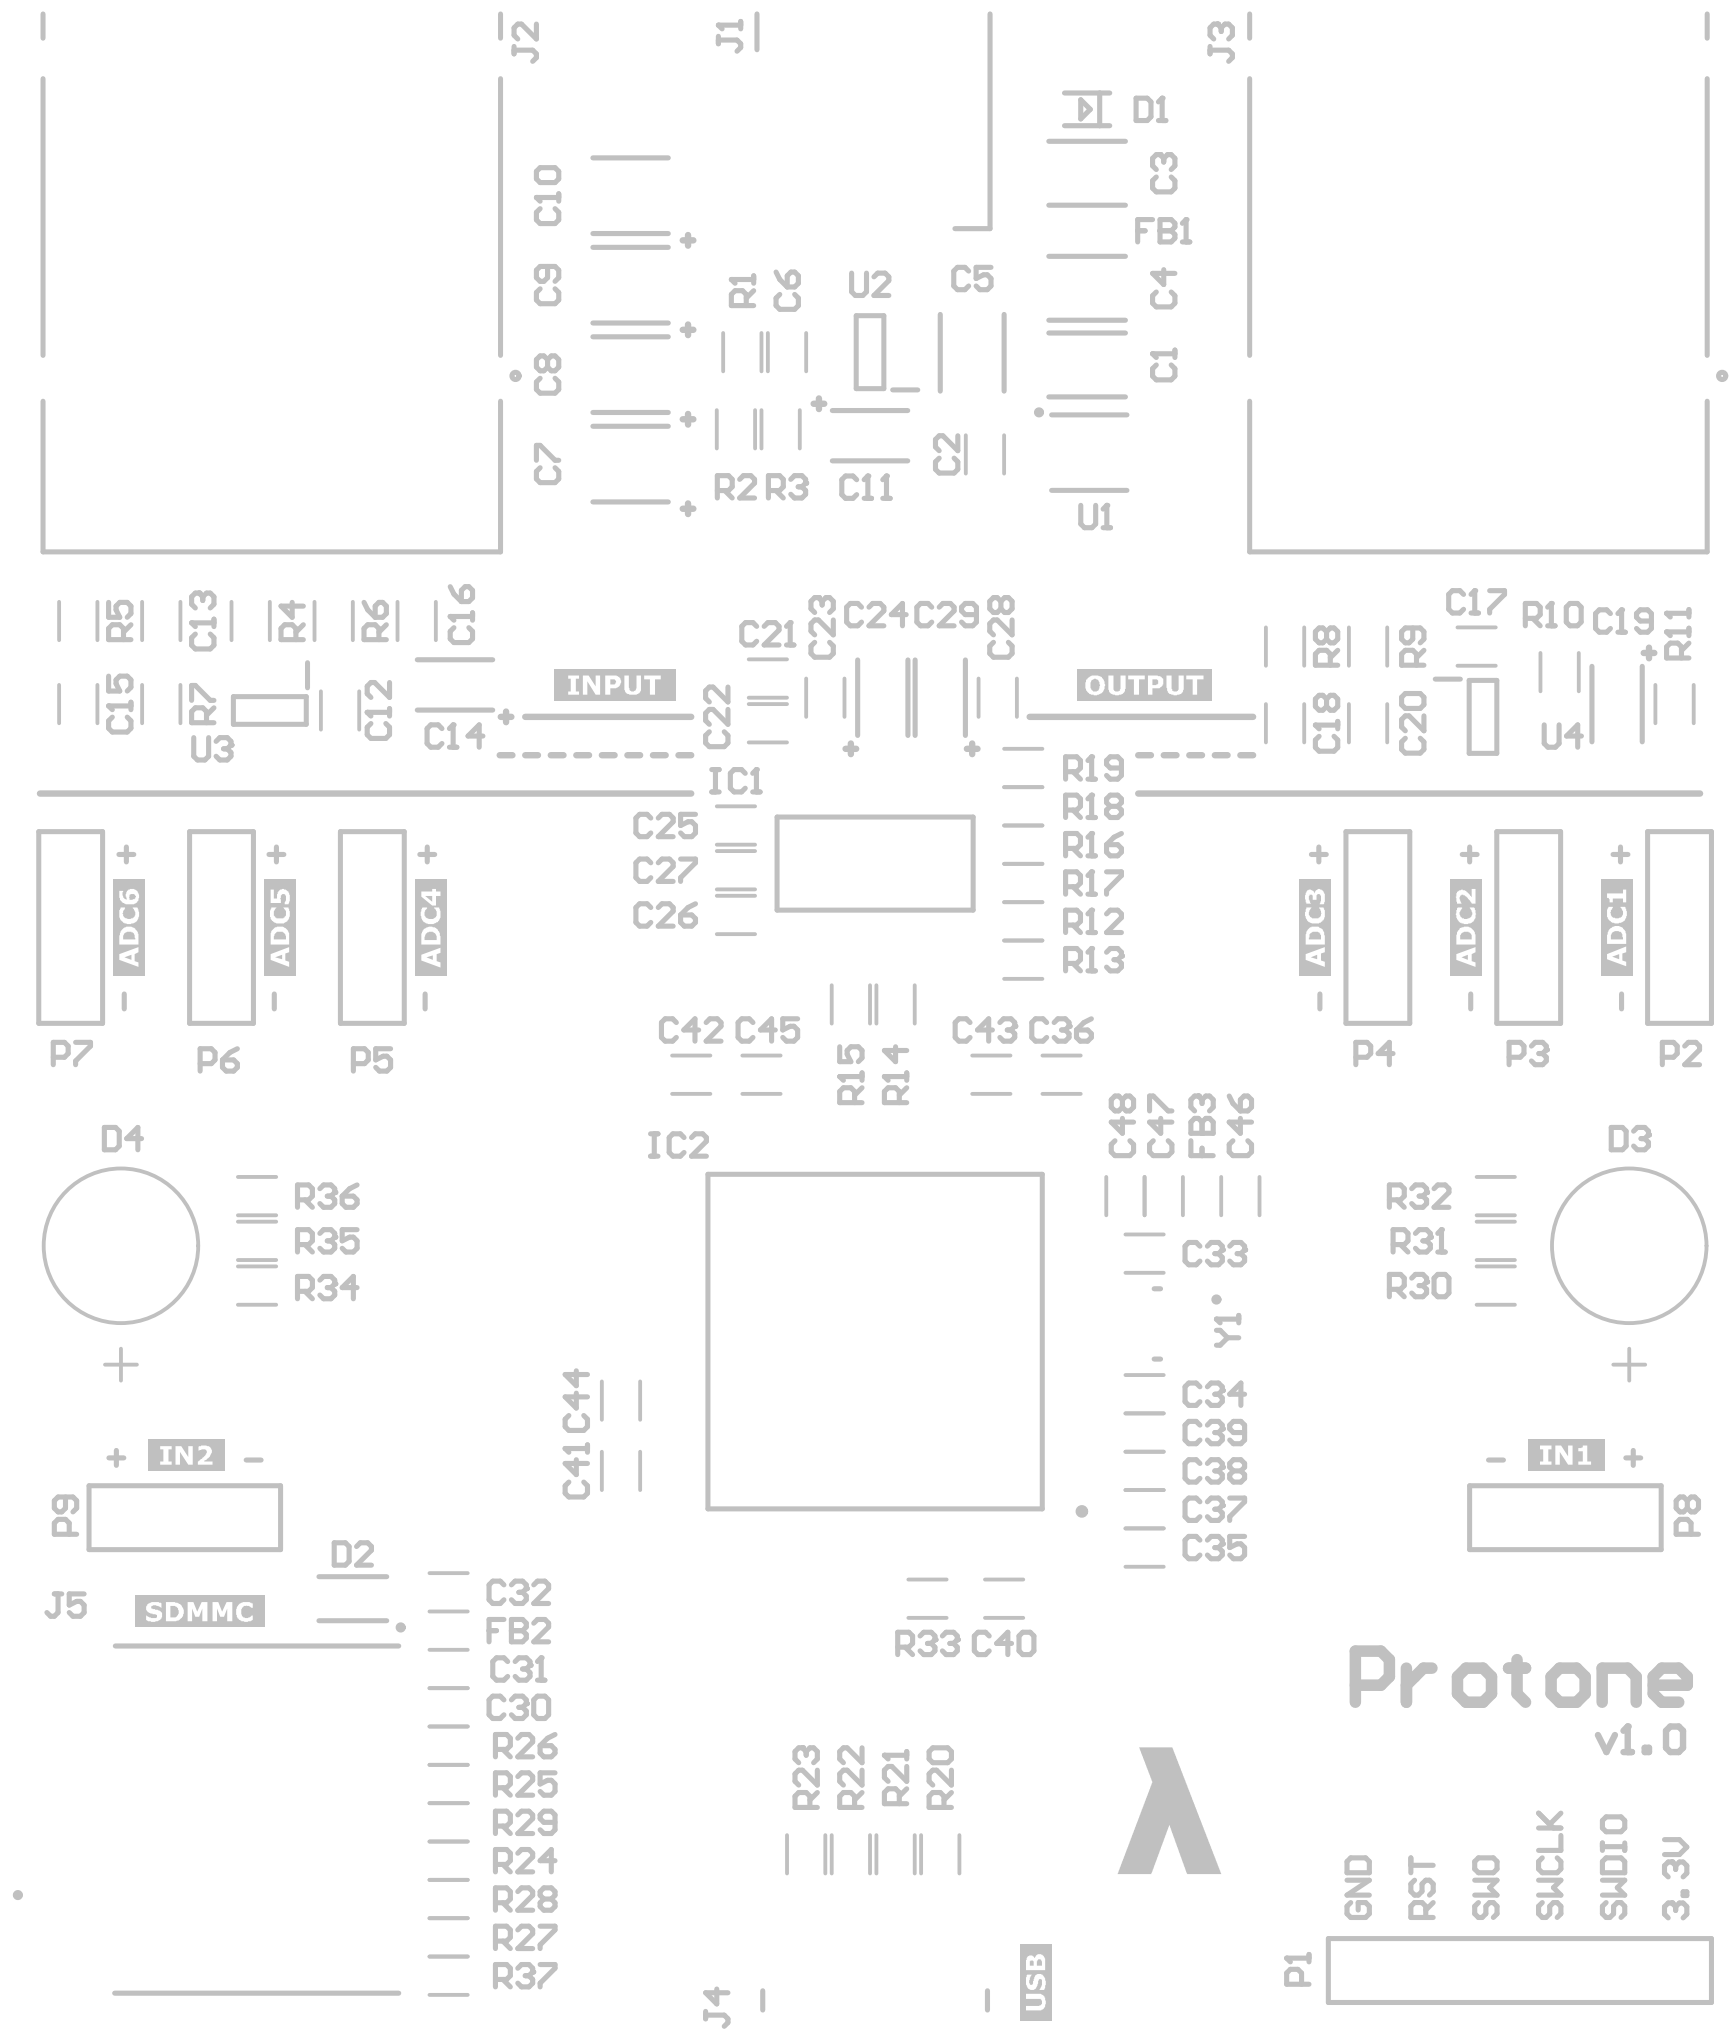 J2
J1
J3
D1
C3
C10
FB1
C9
R1
C6
U2
C5
C4
C8
C1
C7
R2
R3
C11
C2
U1
R5
C13
R4
R6
C16
C21
C23
C24
C29
C28
R8
R9
C17
R10
C19
R11
INPUT
OUTPUT
C15
R7
U3
C12
C14
C22
C18
C20
U4
IC1
R19
C25
R18
R16
C27
R17
C26
R12
R13
ADC6
ADC5
ADC4
ADC3
ADC2
ADC1
P7
P6
P5
C42
C45
R15
R14
C43
C36
P4
P3
P2
D4
IC2
C48
C47
FB3
C46
D3
R36
R32
R35
C33
R31
R34
R30
Y1
C44
C34
C39
IN2
C41
C38
IN1
P9
C37
P8
D2
C35
J5
SDMMC
C32
FB2
R33
C40
C31
C30
Protone
v1.0
R26
R25
R23
R22
R21
R20
R29
R24
R28
R27
R37
GND
RST
SWO
SWCLK
SWDIO
3.3V
P1
J4
USB